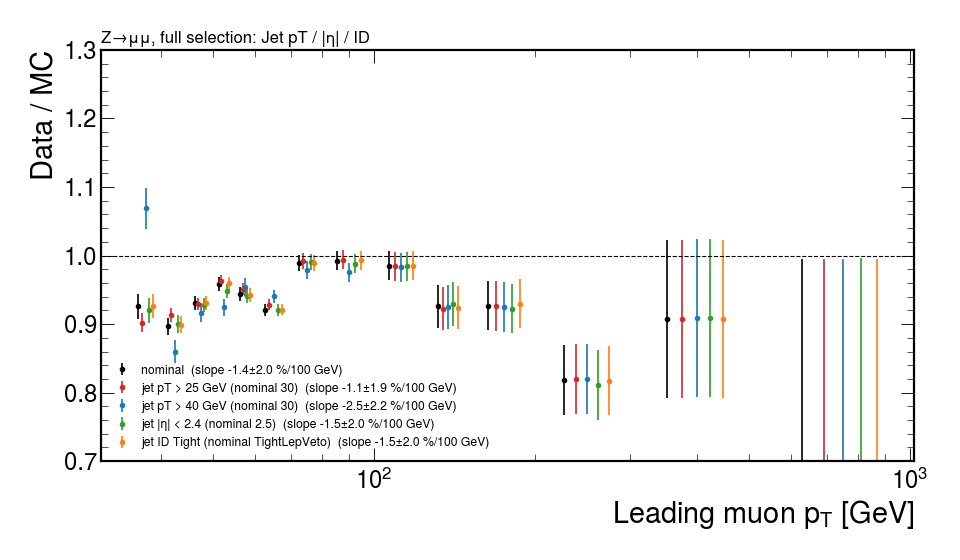 Z→μμ, full selection: Jet pT / |η| / ID
Data / MC
1.3
1.2
1.1
1.0
0.9
0.8
0.7
nominal (slope -1.4±2.0 %/100 GeV)
jet pT > 25 GeV (nominal 30) (slope -1.1±1.9 %/100 GeV)
jet pT > 40 GeV (nominal 30) (slope -2.5±2.2 %/100 GeV)
jet |η| < 2.4 (nominal 2.5) (slope -1.5±2.0 %/100 GeV)
jet ID Tight (nominal TightLepVeto) (slope -1.5±2.0 %/100 GeV)
10² 10³
Leading muon p_T [GeV]